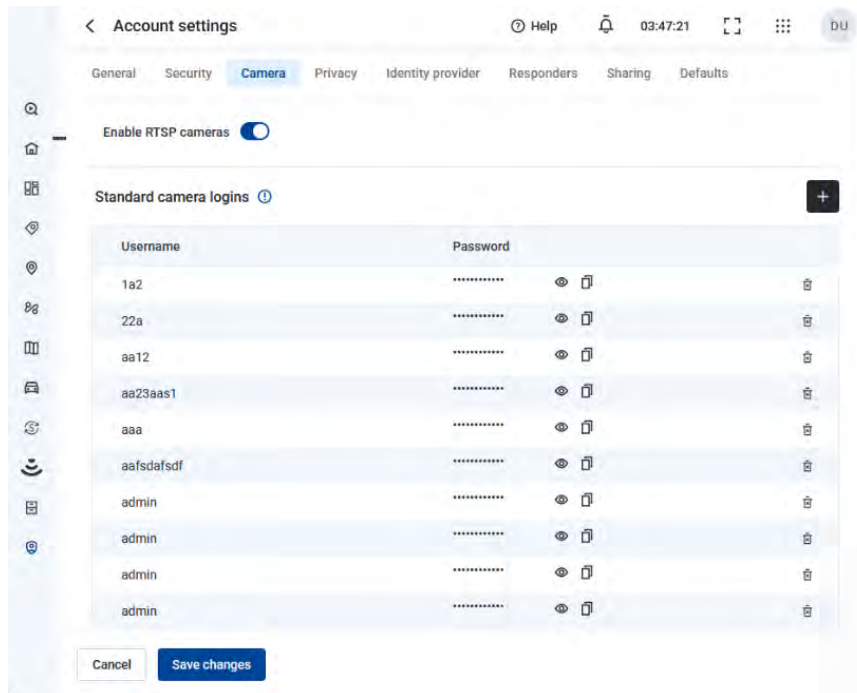 Account settings
Help
03:47:21
DU
General Security Camera Privacy Identity provider Responders Sharing Defaults
Enable RTSP cameras
Standard camera logins
+
Username Password
1a2 ••••••••••••
22a ••••••••••••
aa12 ••••••••••••
aa23aas1 ••••••••••••
aaa ••••••••••••
aafsdafsdf ••••••••••••
admin ••••••••••••
admin ••••••••••••
admin ••••••••••••
admin ••••••••••••
Cancel Save changes